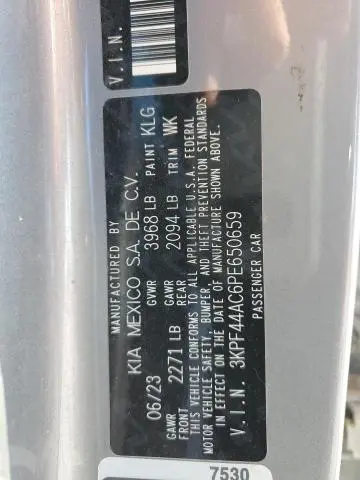 V.I.N.
MANUFACTURED BY
KIA MEXICO S.A. DE C.V.
06/23 GVWR 3968 LB PAINT KLG
GAWR FRONT 2271 LB GAWR REAR 2094 LB TRIM WK
THIS VEHICLE CONFORMS TO ALL APPLICABLE U.S.A. FEDERAL
MOTOR VEHICLE SAFETY, BUMPER, AND THEFT PREVENTION STANDARDS
IN EFFECT ON THE DATE OF MANUFACTURE SHOWN ABOVE.
V.I.N. 3KPF44AC6PE650659
PASSENGER CAR
7530